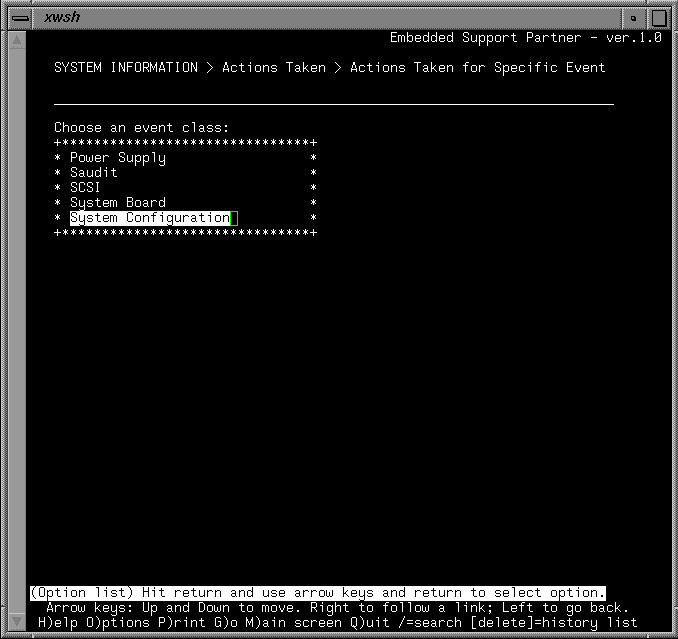 xwsh
Embedded Support Partner - ver.1.0
SYSTEM INFORMATION > Actions Taken > Actions Taken for Specific Event
Choose an event class:
+*******************************+
* Power Supply *
* Saudit *
* SCSI *
* System Board *
* System Configuration *
+*******************************+
(Option list) Hit return and use arrow keys and return to select option.
Arrow keys: Up and Down to move. Right to follow a link; Left to go back.
H)elp O)ptions P)rint G)o M)ain screen Q)uit /=search [delete]=history list